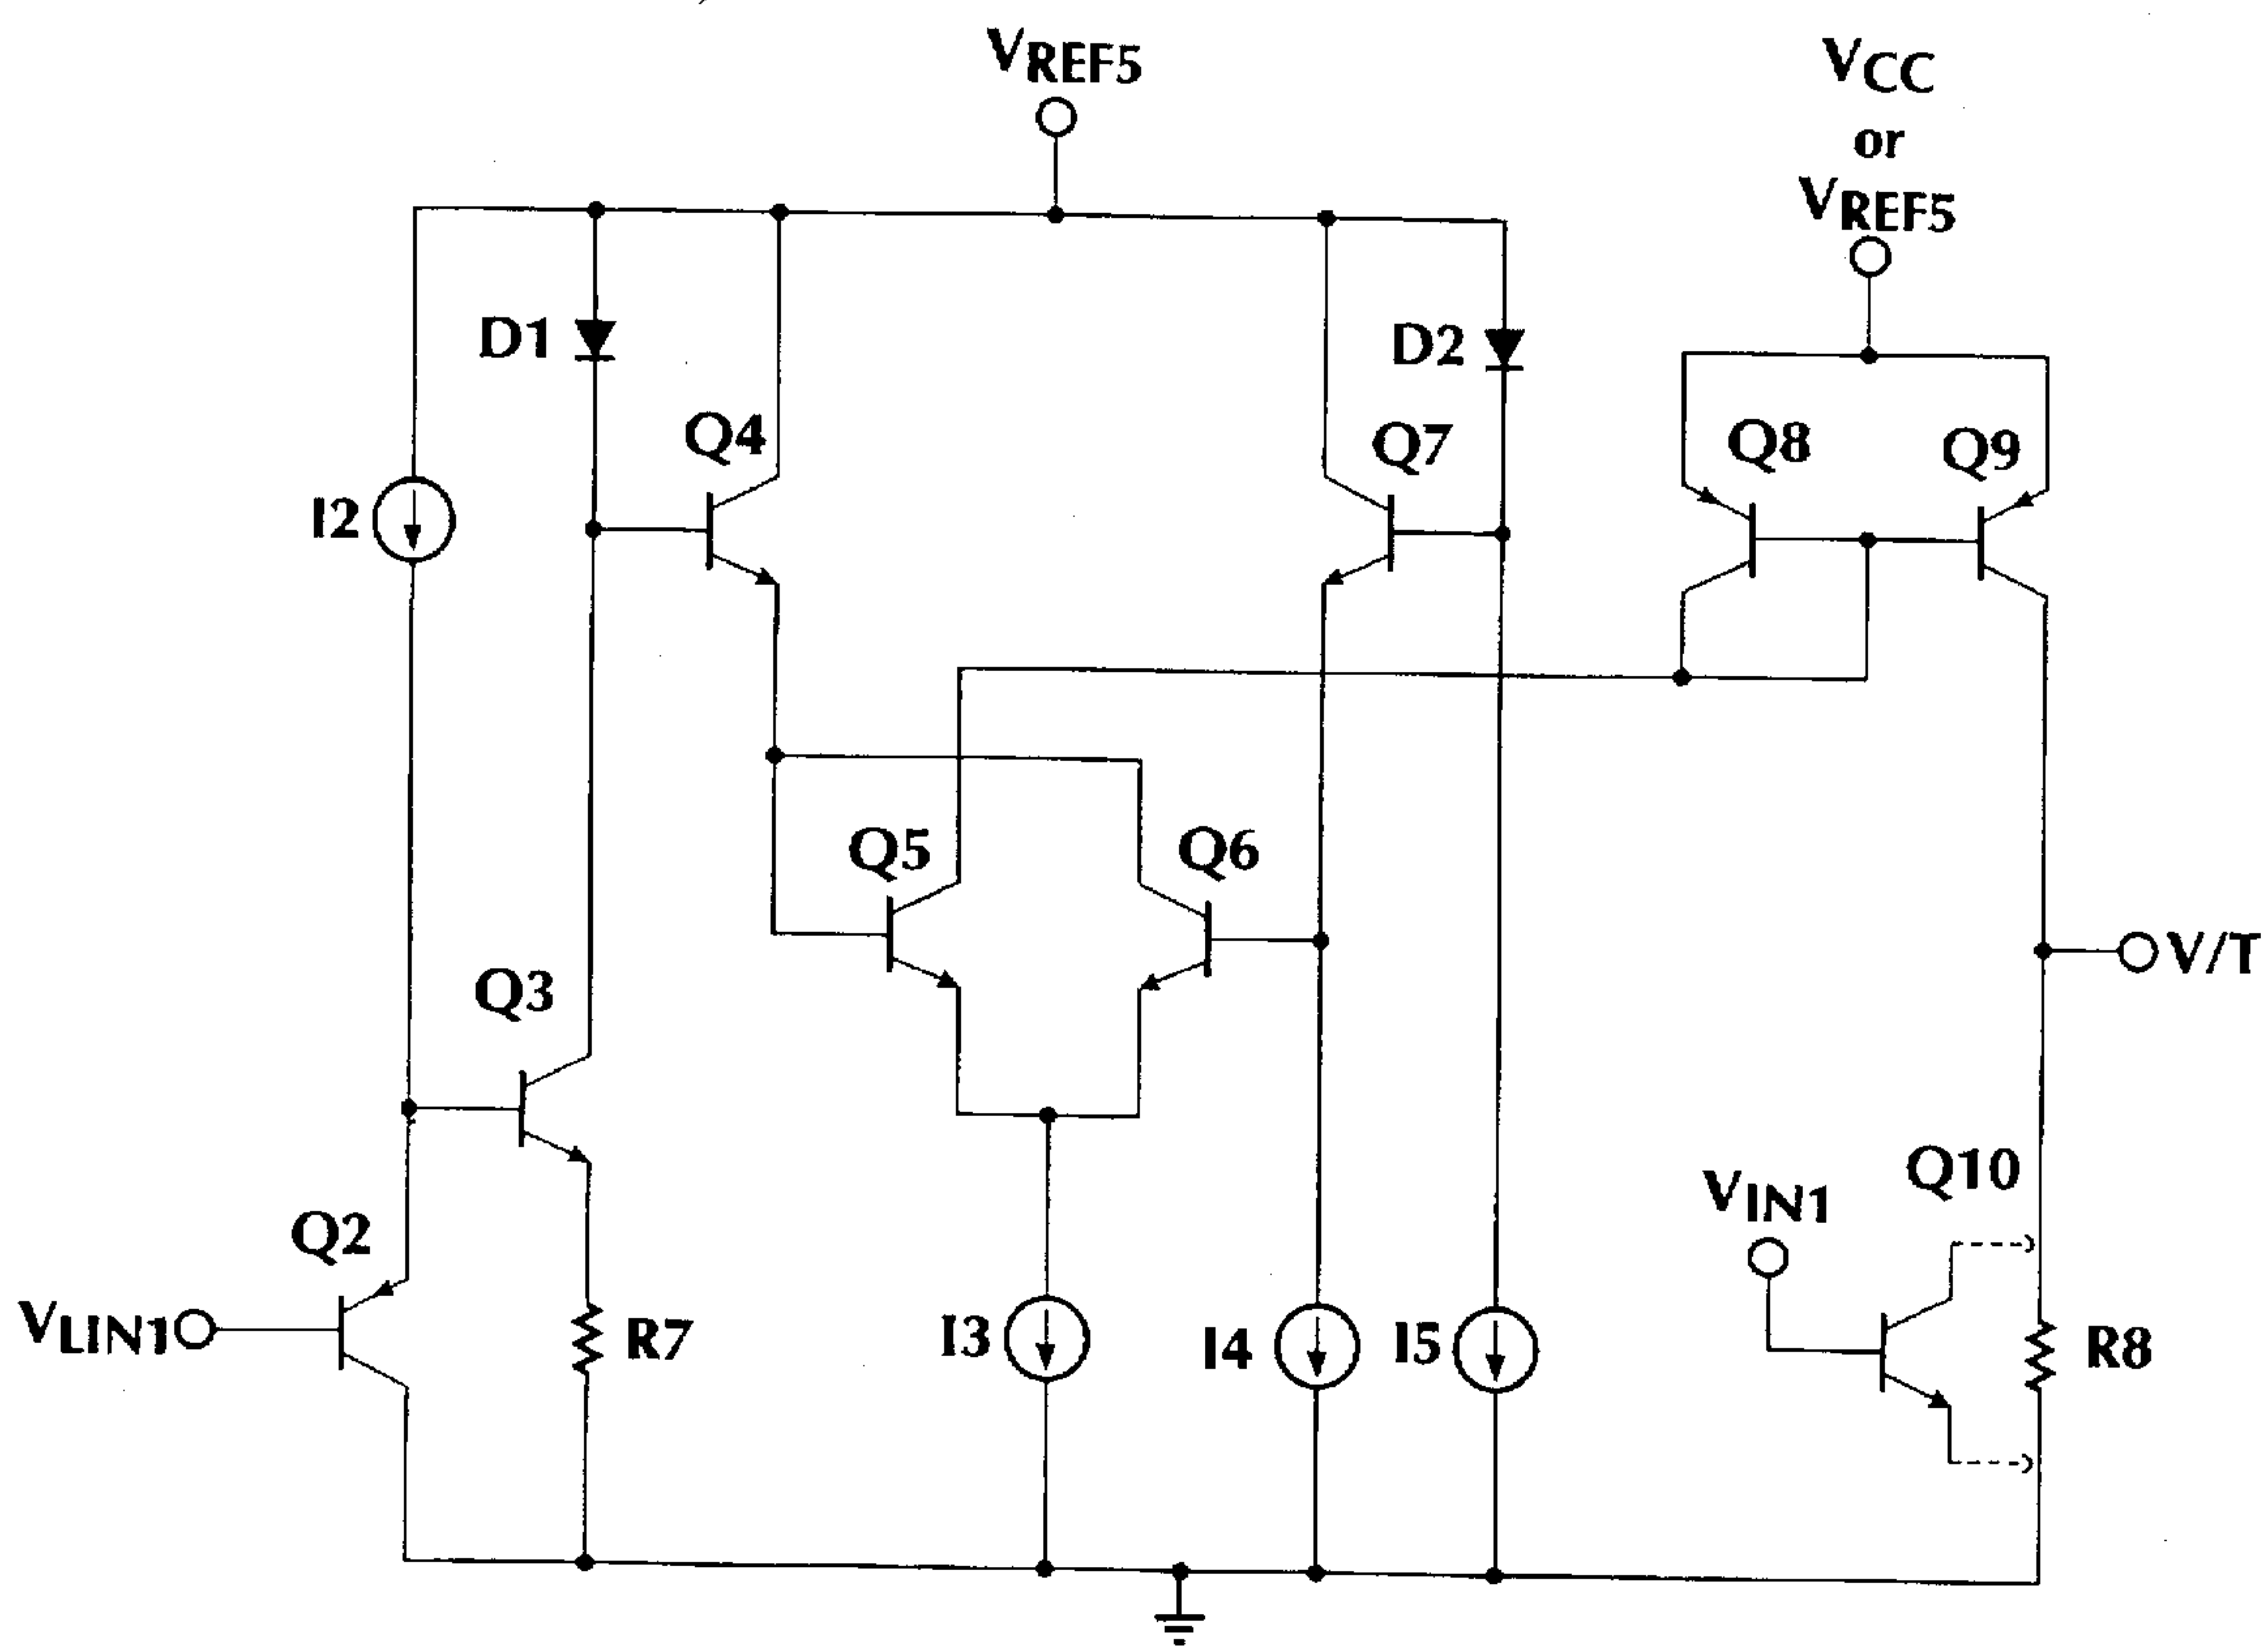 VREF5
VCC
or
VREF5
D1
D2
Q4
Q7
Q8
Q9
I2
Q5
Q6
V/T
Q3
Q10
VIN1
Q2
VLIN1
R7
I3
I4
I5
R8